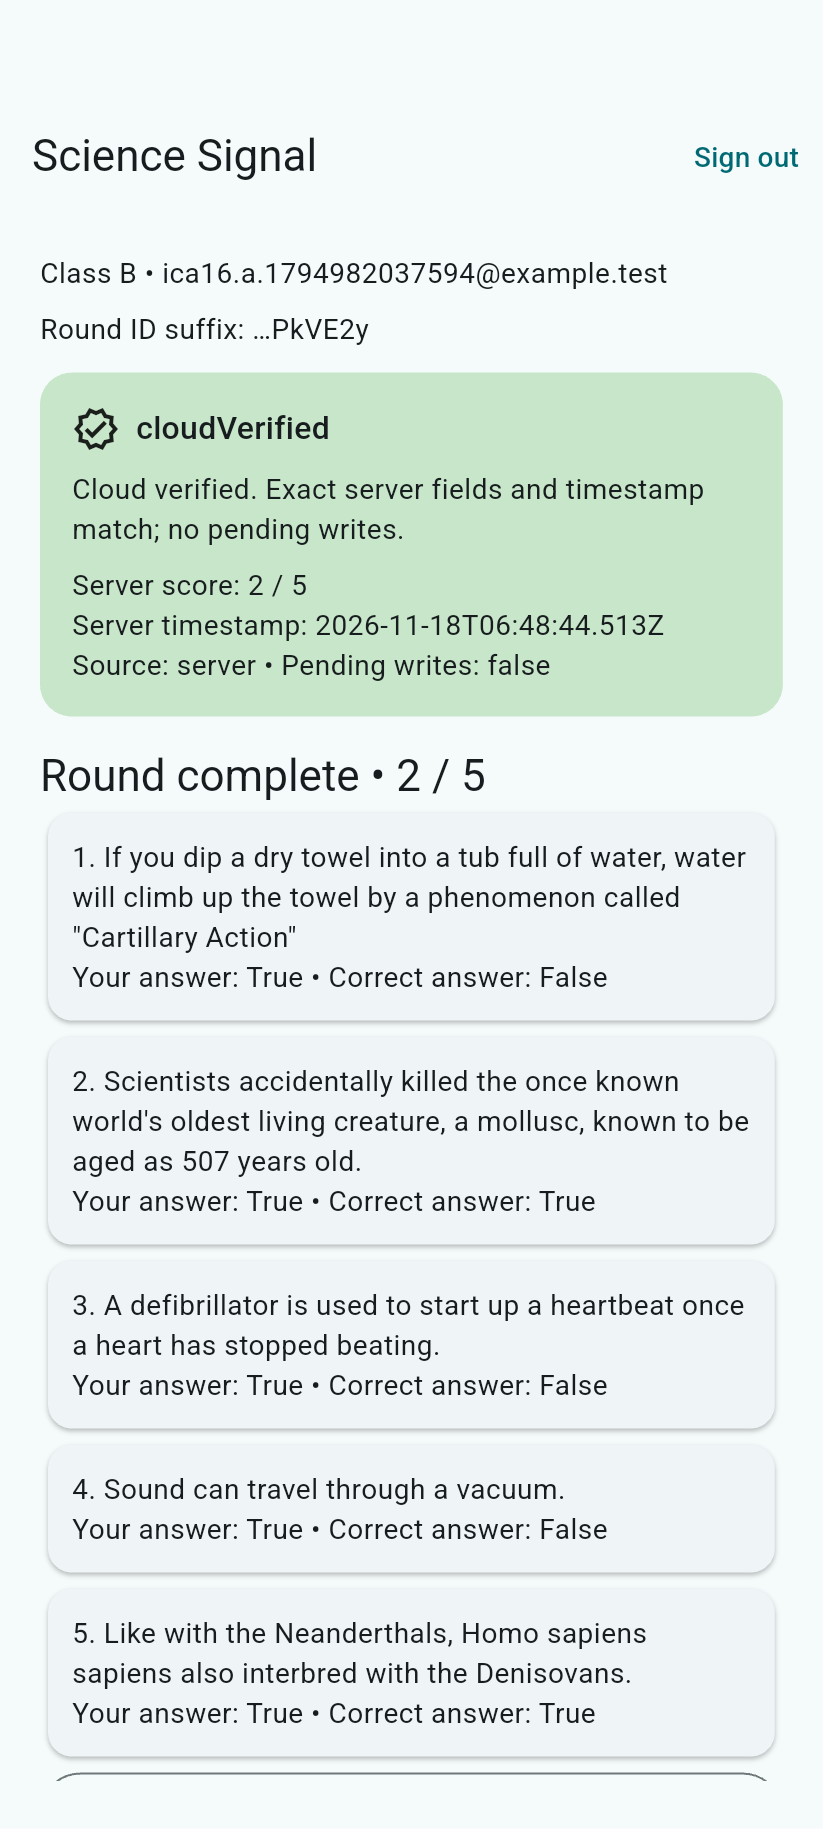 Science Signal
Sign out
Class B • ica16.a.1794982037594@example.test
Round ID suffix: …PkVE2y
cloudVerified
Cloud verified. Exact server fields and timestamp
match; no pending writes.
Server score: 2 / 5
Server timestamp: 2026-11-18T06:48:44.513Z
Source: server • Pending writes: false
Round complete • 2 / 5
1. If you dip a dry towel into a tub full of water, water
will climb up the towel by a phenomenon called
"Cartillary Action"
Your answer: True • Correct answer: False
2. Scientists accidentally killed the once known
world's oldest living creature, a mollusc, known to be
aged as 507 years old.
Your answer: True • Correct answer: True
3. A defibrillator is used to start up a heartbeat once
a heart has stopped beating.
Your answer: True • Correct answer: False
4. Sound can travel through a vacuum.
Your answer: True • Correct answer: False
5. Like with the Neanderthals, Homo sapiens
sapiens also interbred with the Denisovans.
Your answer: True • Correct answer: True